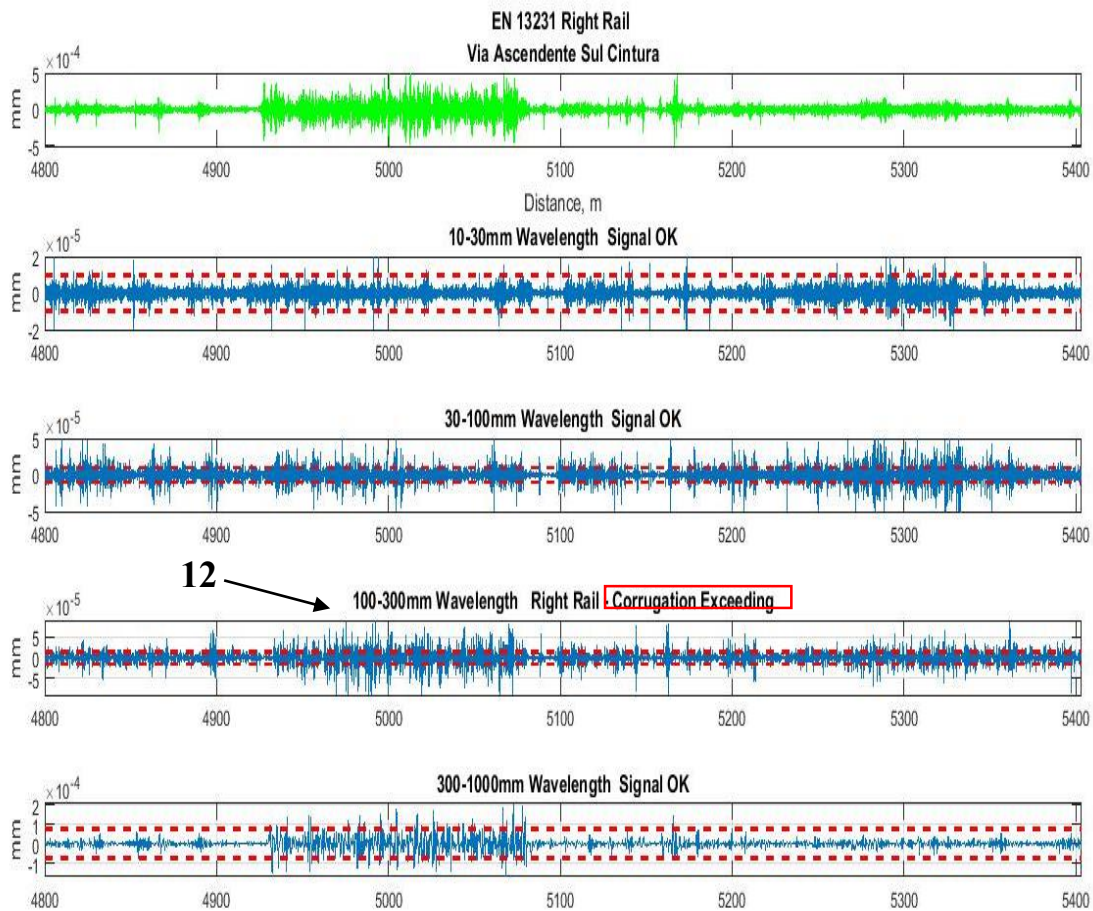 EN 13231 Right Rail
Via Ascendente Sul Cintura
×10⁻⁴
mm
5
0
-5
4800 4900 5000 5100 5200 5300 5400
Distance, m
10-30mm Wavelength Signal OK
×10⁻⁵
mm
2
0
-2
4800 4900 5000 5100 5200 5300 5400
30-100mm Wavelength Signal OK
×10⁻⁵
mm
5
0
-5
4800 4900 5000 5100 5200 5300 5400
12
100-300mm Wavelength Right Rail - Corrugation Exceeding
×10⁻⁵
mm
5
0
-5
4800 4900 5000 5100 5200 5300 5400
300-1000mm Wavelength Signal OK
×10⁻⁴
mm
2
1
0
-1
4800 4900 5000 5100 5200 5300 5400